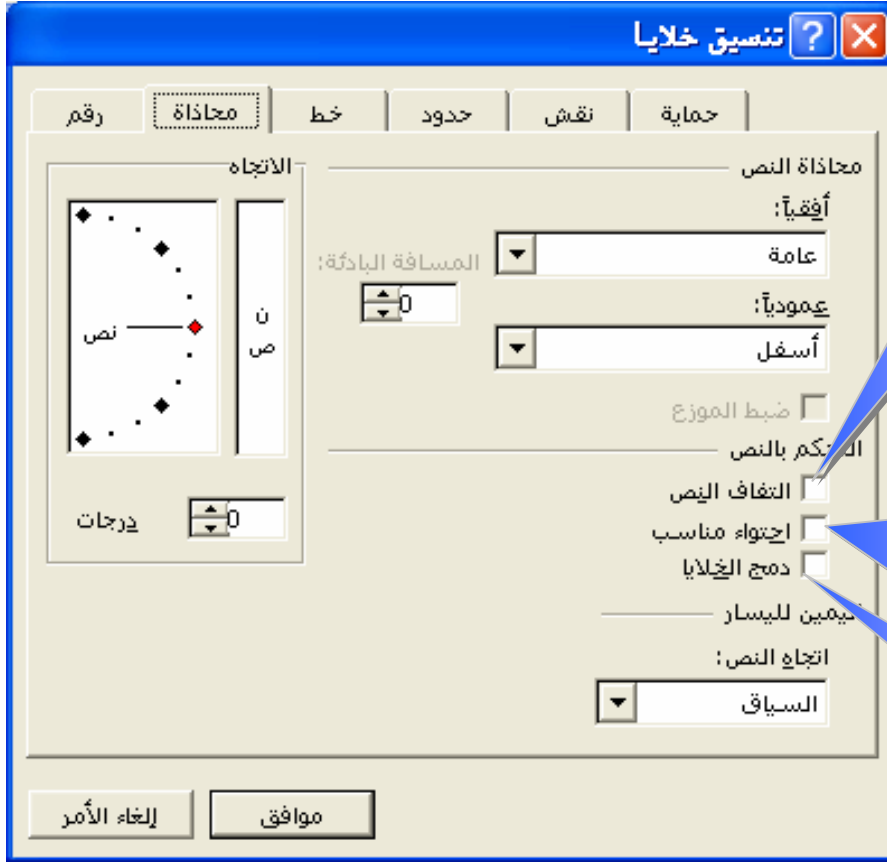 تنسيق خلايا
رقم
محاذاة
خط
حدود
نقش
حماية
محاذاة النص
أفقياً:
عامة
المسافة البادئة:
0
عمودياً:
أسفل
ضبط الموزع
التحكم بالنص
التفاف النص
احتواء مناسب
دمج الخلايا
لليسار
اتجاه النص:
السياق
الاتجاه
ن
ص
نص
0
درجات
موافق
إلغاء الأمر